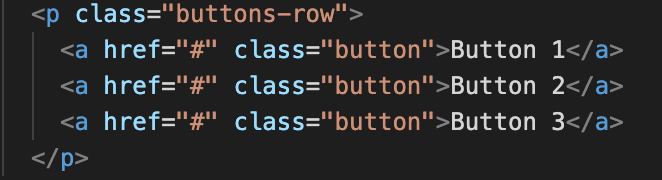 <p class="buttons-row">
<a href="#" class="button">Button 1</a>
<a href="#" class="button">Button 2</a>
<a href="#" class="button">Button 3</a>
</p>